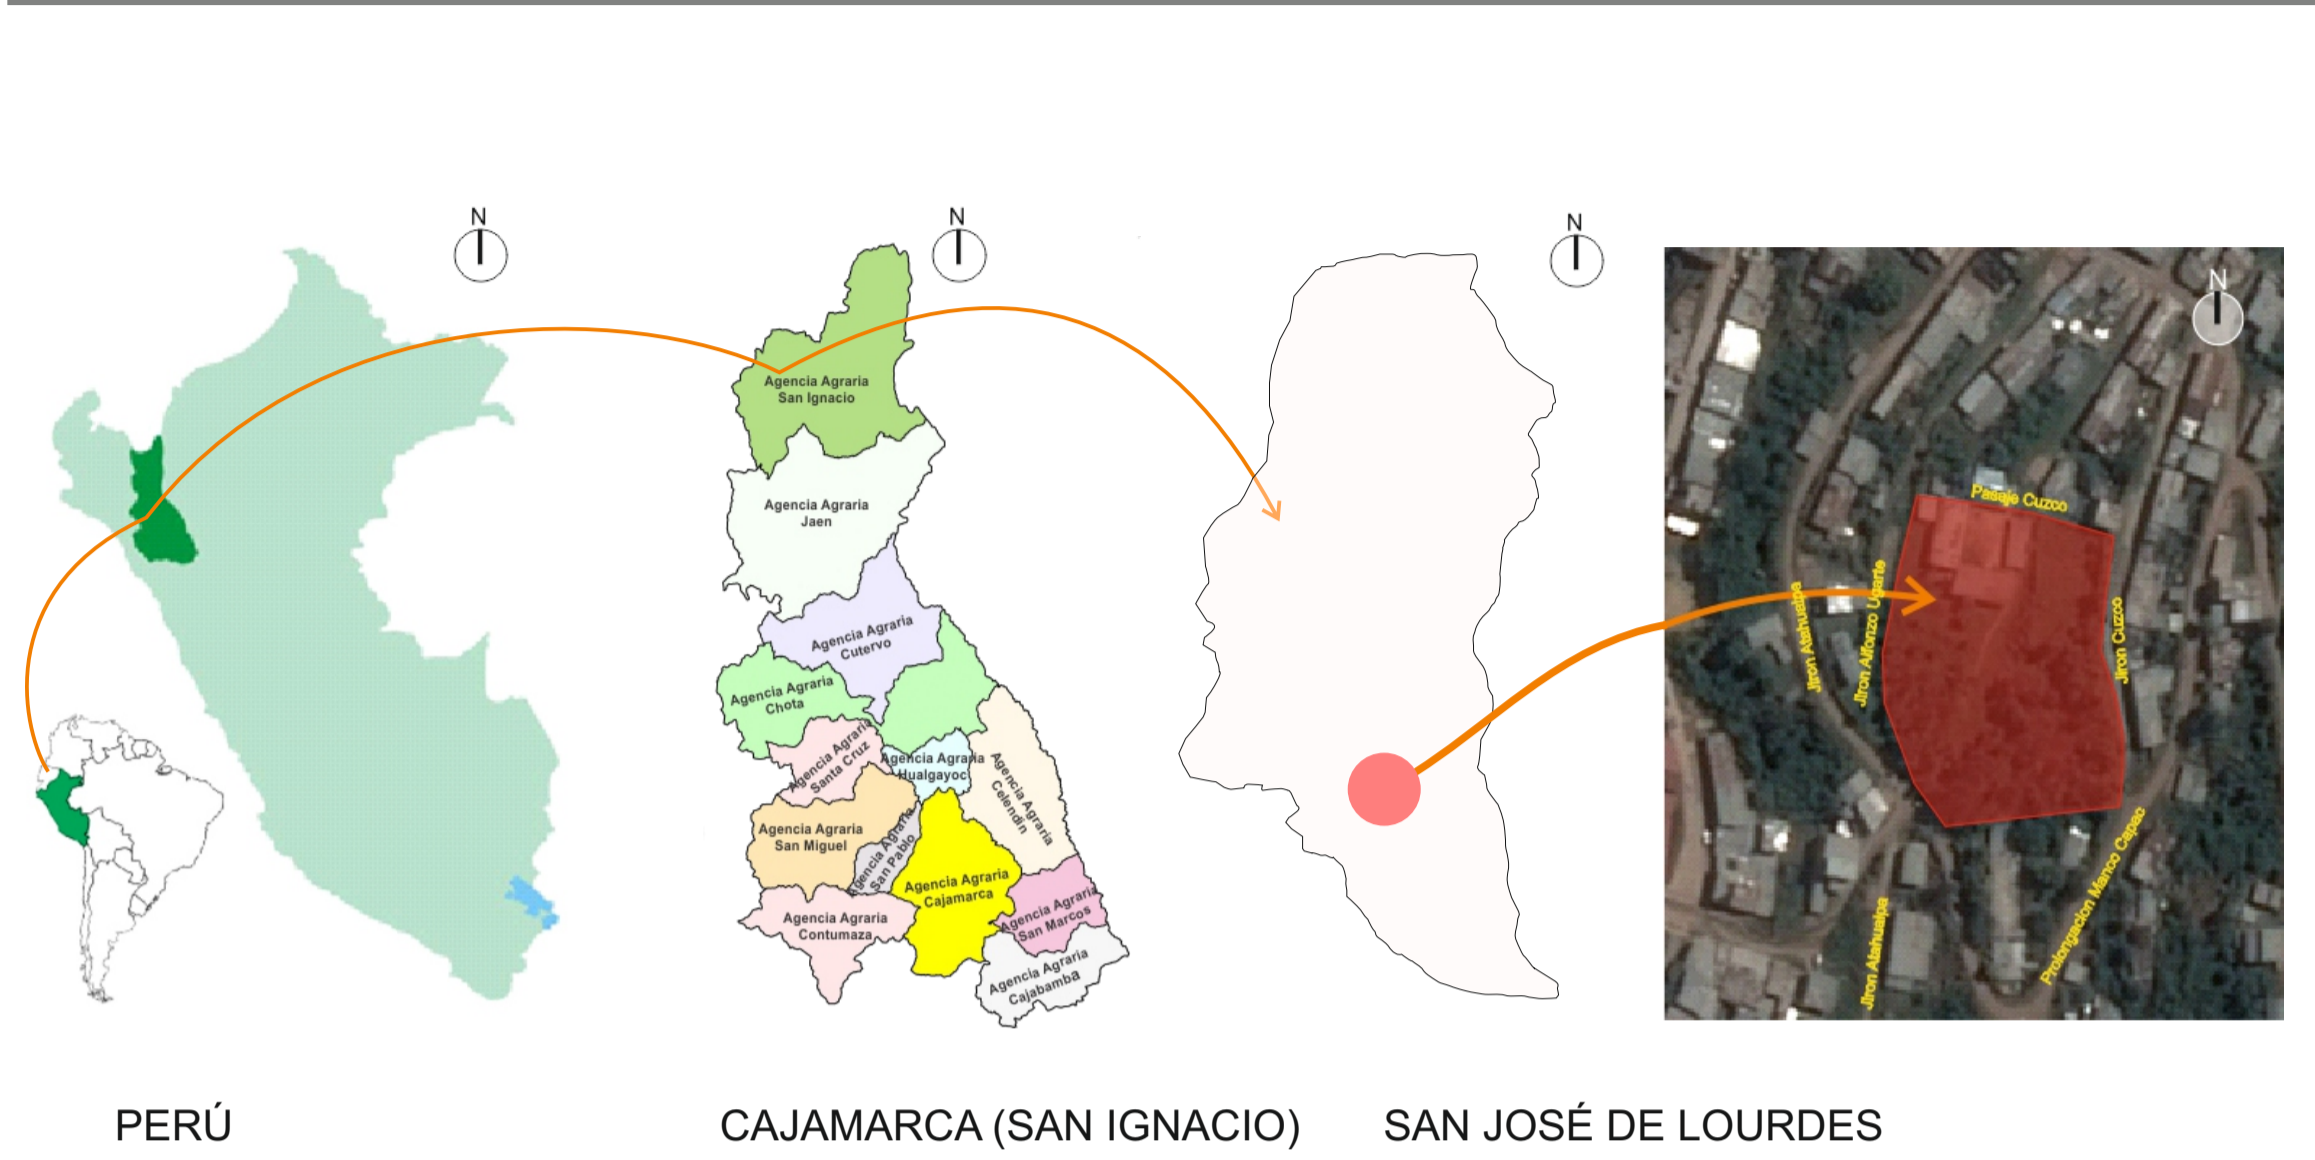 N
N
N
N
Agencia Agraria
San Ignacio
Agencia Agraria
Jaen
Agencia Agraria
Cutervo
Agencia Agraria
Chota
Agencia Agraria
Santa Cruz
Agencia Agraria
Hualgayoc
Agencia Agraria
Celendin
Agencia Agraria
San Miguel
Agencia Agraria
San Pablo
Agencia Agraria
Cajamarca
Agencia Agraria
San Marcos
Agencia Agraria
Contumaza
Agencia Agraria
Cajabamba
Pasaje Cuzco
Jiron Atahualpa
Jiron Alfonzo Ugarte
Jiron Cuzco
Prolongacion Manco Capac
Jiron Atahualpa
PERÚ
CAJAMARCA (SAN IGNACIO)
SAN JOSÉ DE LOURDES